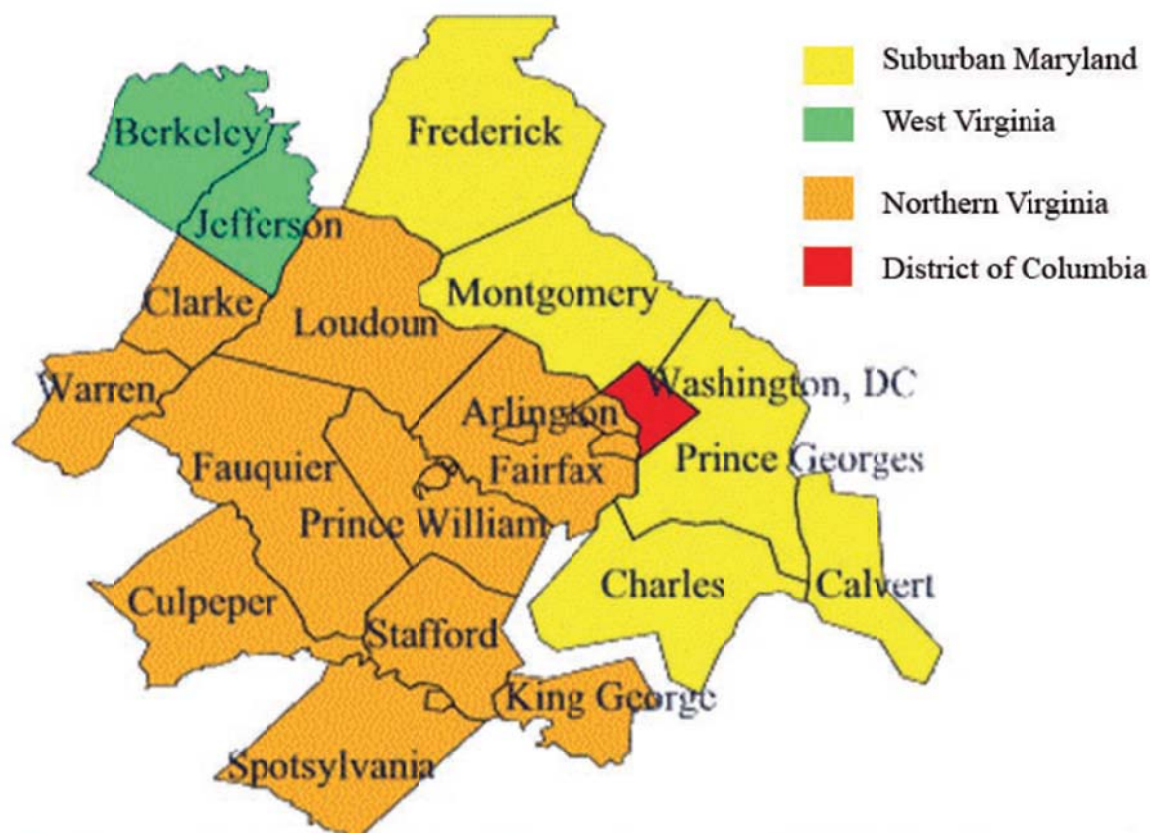 Suburban Maryland
West Virginia
Northern Virginia
District of Columbia
Berkeley
Frederick
Jefferson
Clarke
Loudoun
Montgomery
Warren
Washington, DC
Arlington
Fauquier
Fairfax
Prince Georges
Prince William
Culpeper
Charles
Calvert
Stafford
King George
Spotsylvania